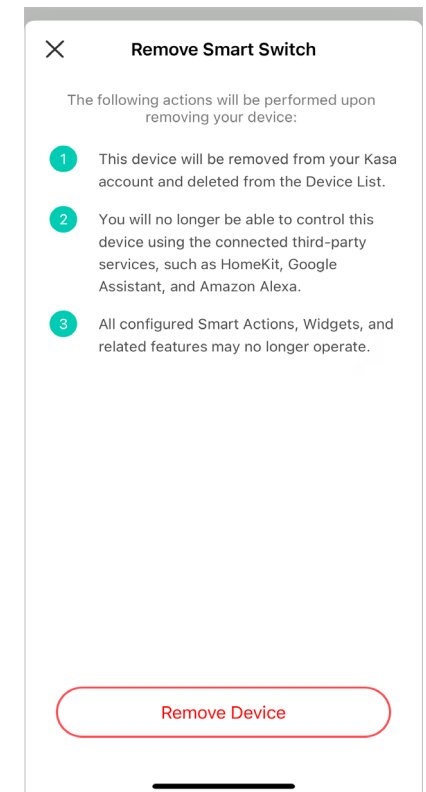 Remove Smart Switch
The following actions will be performed upon
removing your device:
1
This device will be removed from your Kasa
account and deleted from the Device List.
2
You will no longer be able to control this
device using the connected third-party
services, such as HomeKit, Google
Assistant, and Amazon Alexa.
3
All configured Smart Actions, Widgets, and
related features may no longer operate.
Remove Device